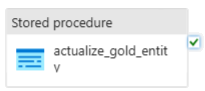 Stored procedure
actualize_gold_entit
y